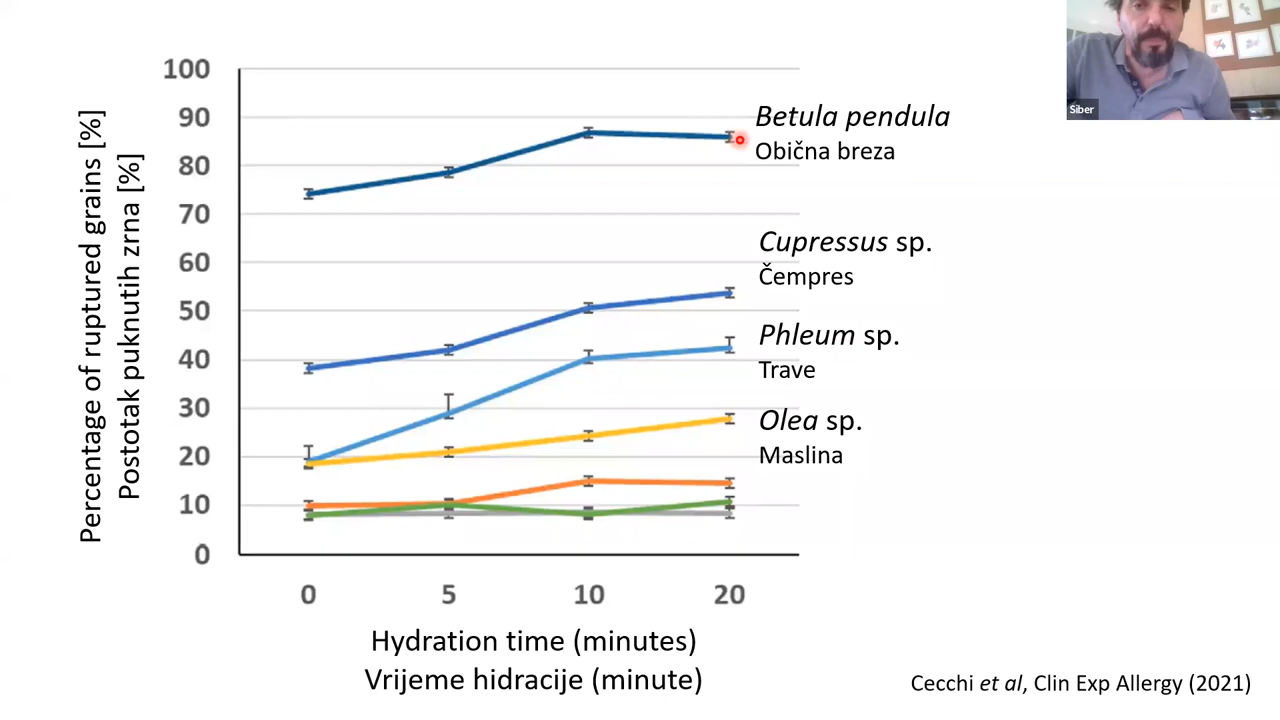 Siber
Percentage of ruptured grains [%]
Postotak puknutih zrna [%]
100
90
80
70
60
50
40
30
20
10
0
Betula pendula
Obična breza
Cupressus sp.
Čempres
Phleum sp.
Trave
Olea sp.
Maslina
0 5 10 20
Hydration time (minutes)
Vrijeme hidracije (minute)
Cecchi et al, Clin Exp Allergy (2021)